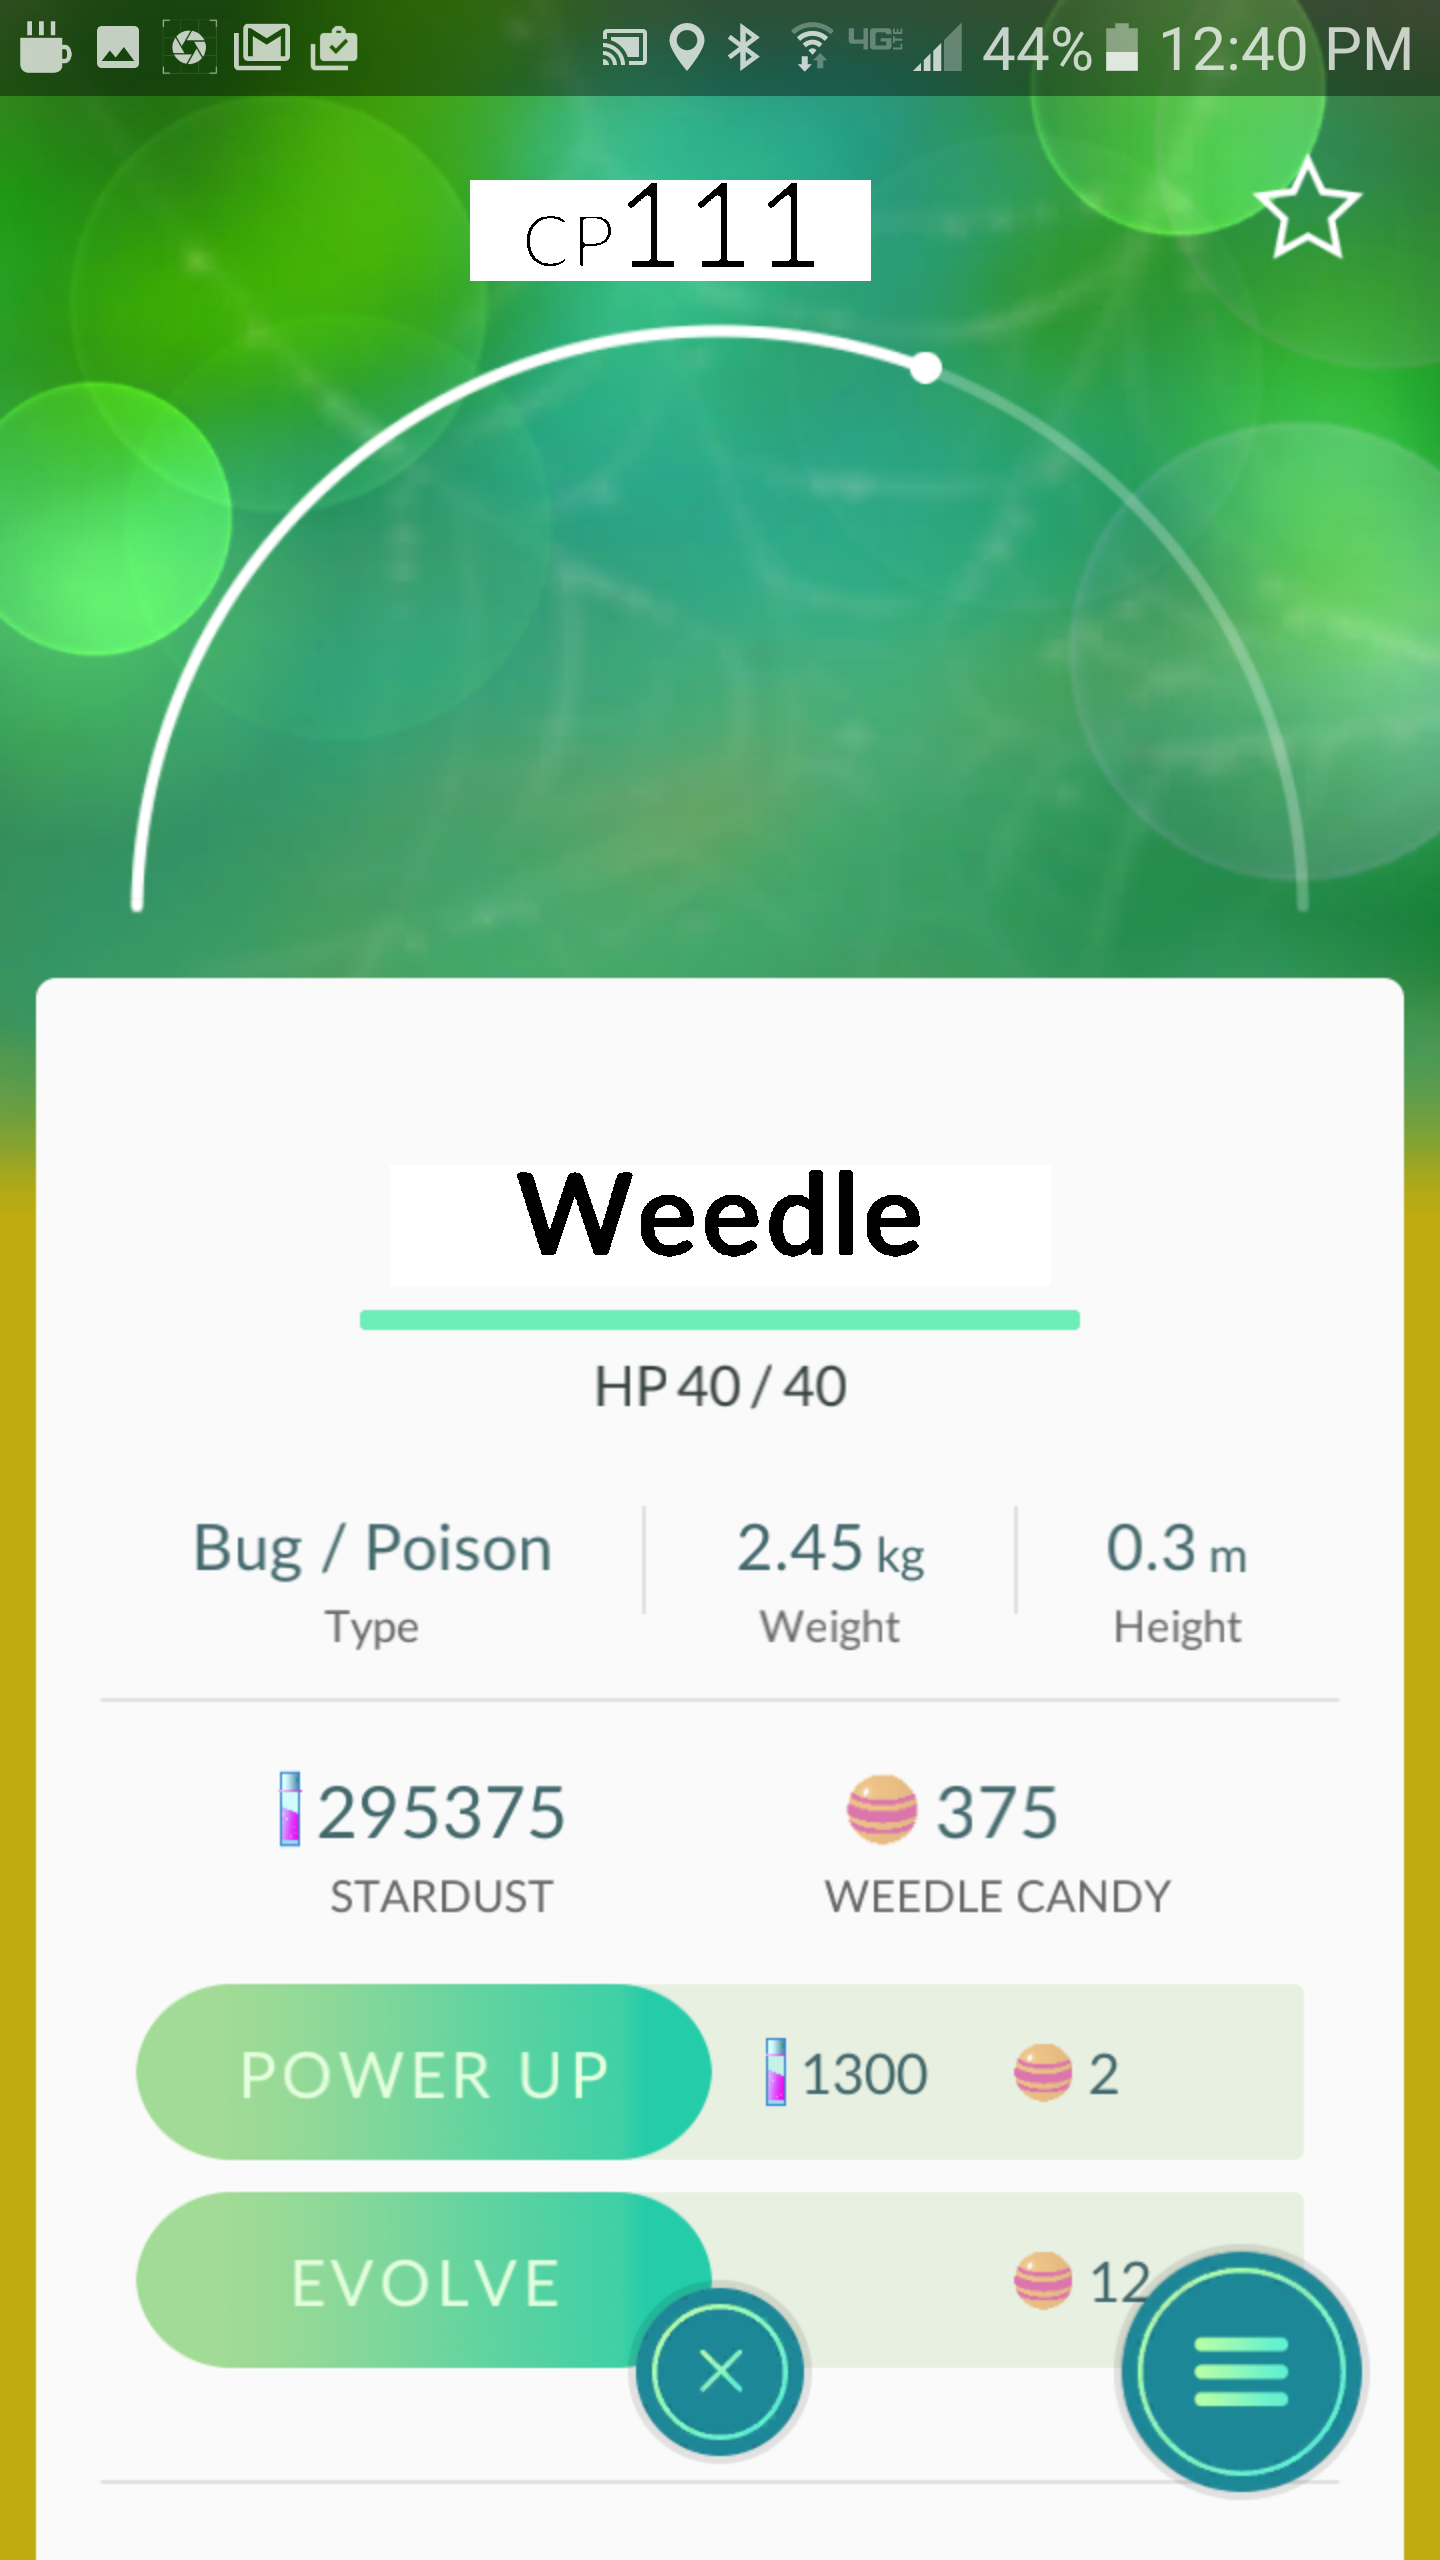 4G LTE 44% 12:40 PM
CP111
Weedle
HP 40 / 40
Bug / Poison 2.45 kg 0.3 m
Type Weight Height
295375 375
STARDUST WEEDLE CANDY
POWER UP 1300 2
EVOLVE 12